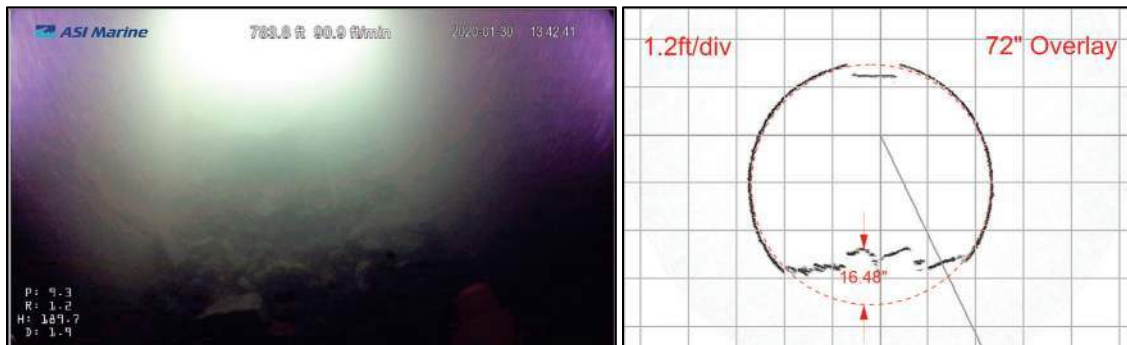 ASI Marine
783.8 ft 90.9 ft/min
2020-01-30 13:42:41
P: 9.3
R: 1.2
H: 189.7
D: 1.9
1.2ft/div
72" Overlay
16.48"